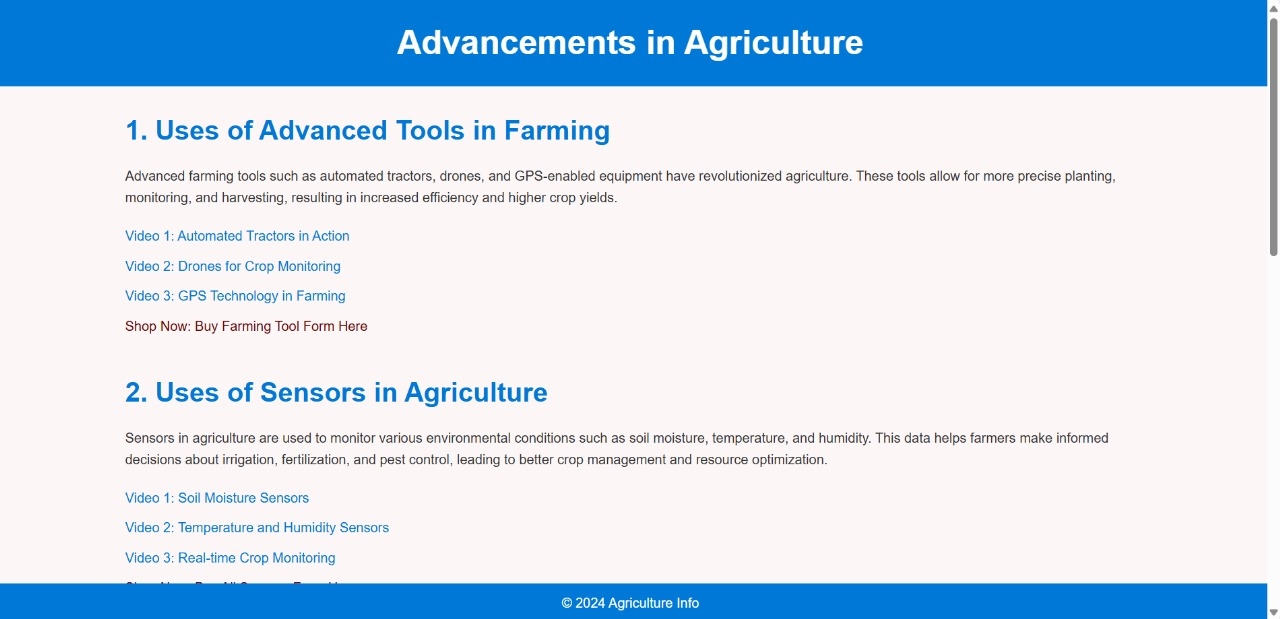 Advancements in Agriculture
1. Uses of Advanced Tools in Farming
Advanced farming tools such as automated tractors, drones, and GPS-enabled equipment have revolutionized agriculture. These tools allow for more precise planting,
monitoring, and harvesting, resulting in increased efficiency and higher crop yields.
Video 1: Automated Tractors in Action
Video 2: Drones for Crop Monitoring
Video 3: GPS Technology in Farming
Shop Now: Buy Farming Tool Form Here
2. Uses of Sensors in Agriculture
Sensors in agriculture are used to monitor various environmental conditions such as soil moisture, temperature, and humidity. This data helps farmers make informed
decisions about irrigation, fertilization, and pest control, leading to better crop management and resource optimization.
Video 1: Soil Moisture Sensors
Video 2: Temperature and Humidity Sensors
Video 3: Real-time Crop Monitoring
© 2024 Agriculture Info